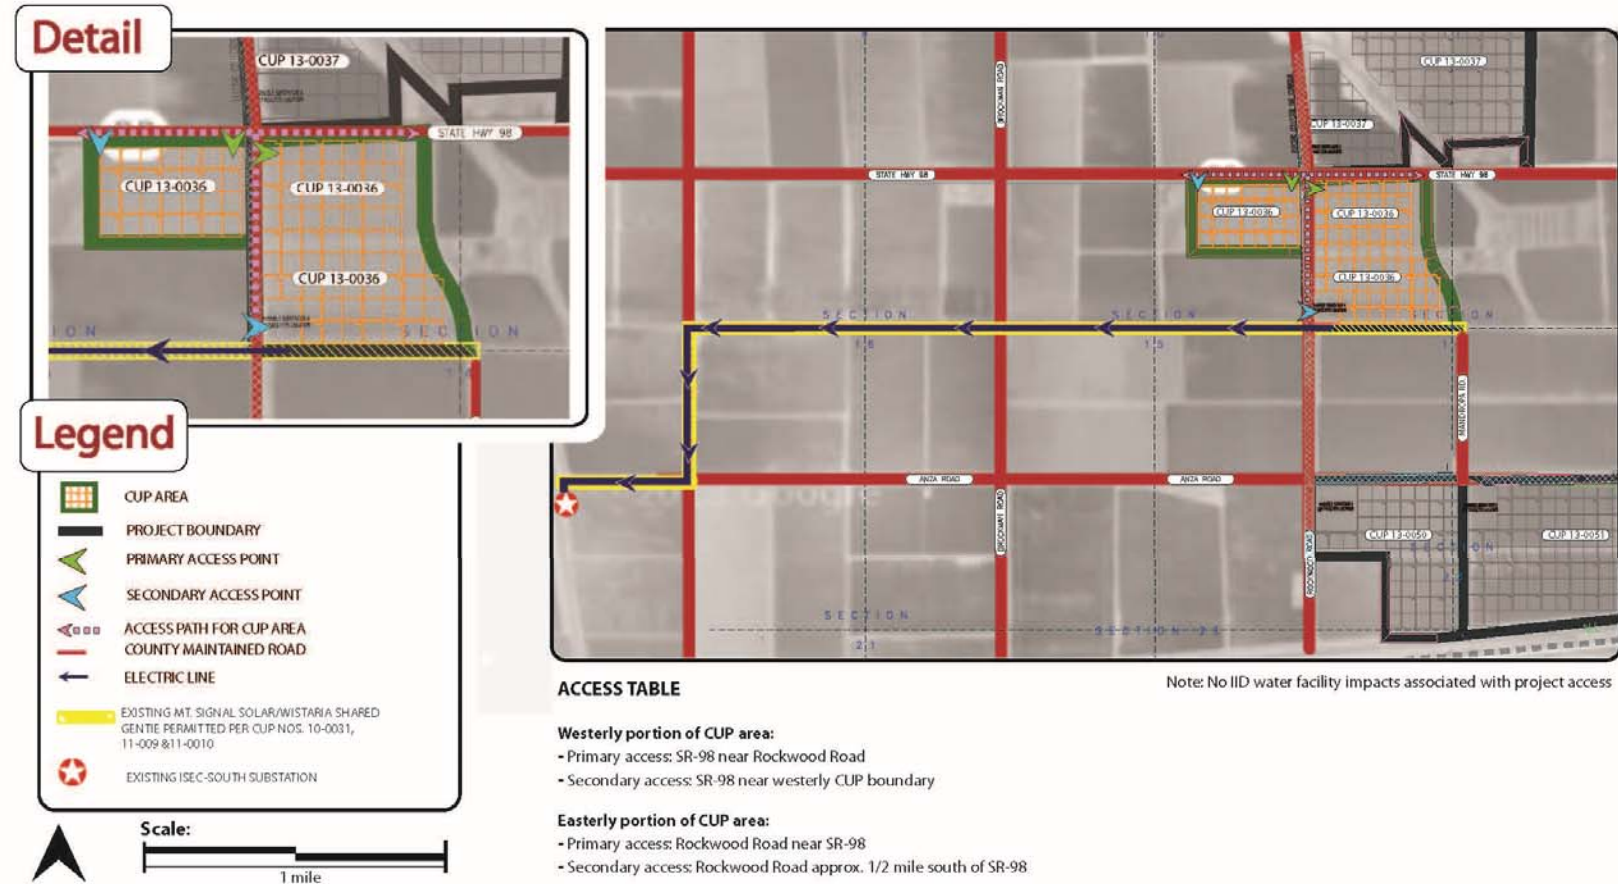 Detail
CUP 13-0037
STATE HWY 98
CUP 13-0036
CUP 13-0036
CUP 13-0036
SECTION
Legend
CUP AREA
PROJECT BOUNDARY
PRIMARY ACCESS POINT
SECONDARY ACCESS POINT
ACCESS PATH FOR CUP AREA
COUNTY MAINTAINED ROAD
ELECTRIC LINE
EXISTING MT. SIGNAL SOLAR/WISTARIA SHARED
GENTIE PERMITTED PER CUP NOS. 10-0031,
11-009 &11-0010
EXISTING ISEC-SOUTH SUBSTATION
Scale:
1 mile
CUP 13-0037
CUP 13-0037
STATE HWY 98
STATE HWY 98
CUP 13-0036
CUP 13-0036
CUP 13-0036
SECTION
SECTION
MANDRAPA RD.
ANZA ROAD
ANZA ROAD
BROCKMAN ROAD
ROCKWOOD ROAD
CUP 13-0050
CUP 13-0051
SECTION
21
Note: No IID water facility impacts associated with project access
ACCESS TABLE
Westerly portion of CUP area:
- Primary access: SR-98 near Rockwood Road
- Secondary access: SR-98 near westerly CUP boundary
Easterly portion of CUP area:
- Primary access: Rockwood Road near SR-98
- Secondary access: Rockwood Road approx. 1/2 mile south of SR-98